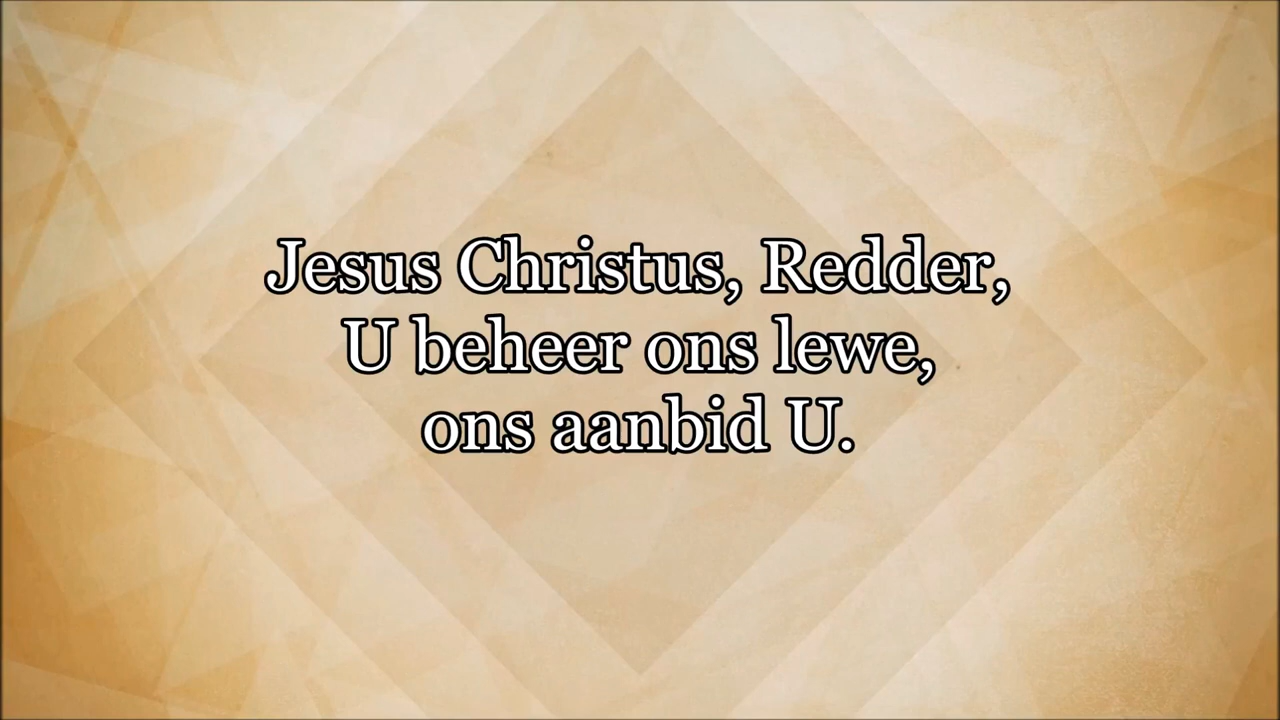 Jesus Christus, Redder,
U beheer ons lewe,
ons aanbid U.